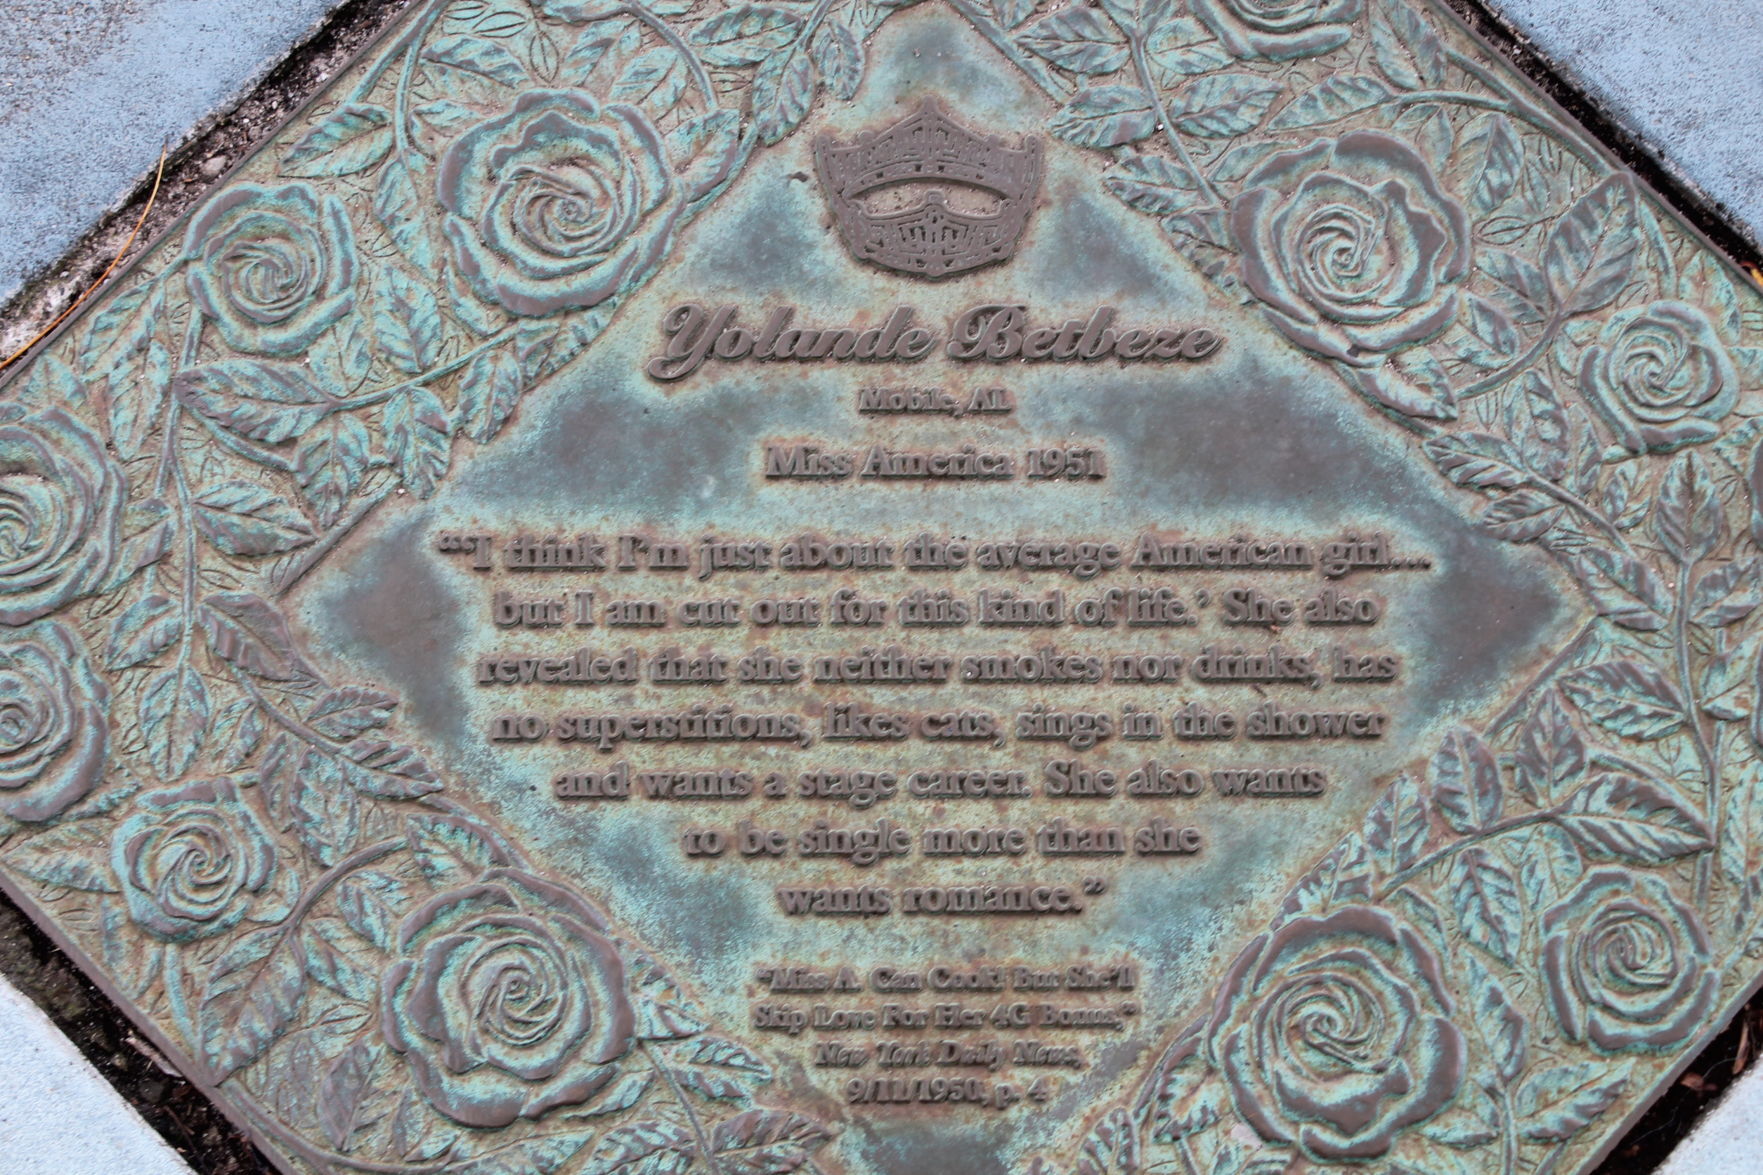 Yolande Betbeze
Mobile, AL
Miss America 1951
“‘I think I’m just about the average American girl...
but I am cut out for this kind of life.’ She also
revealed that she neither smokes nor drinks, has
no superstitions, likes cats, sings in the shower
and wants a stage career. She also wants
to be single more than she
wants romance.”
“Miss A. Can Cook! But She’ll
Skip Love For Her 4G Bonus,”
New York Daily News,
9/11/1950, p. 4